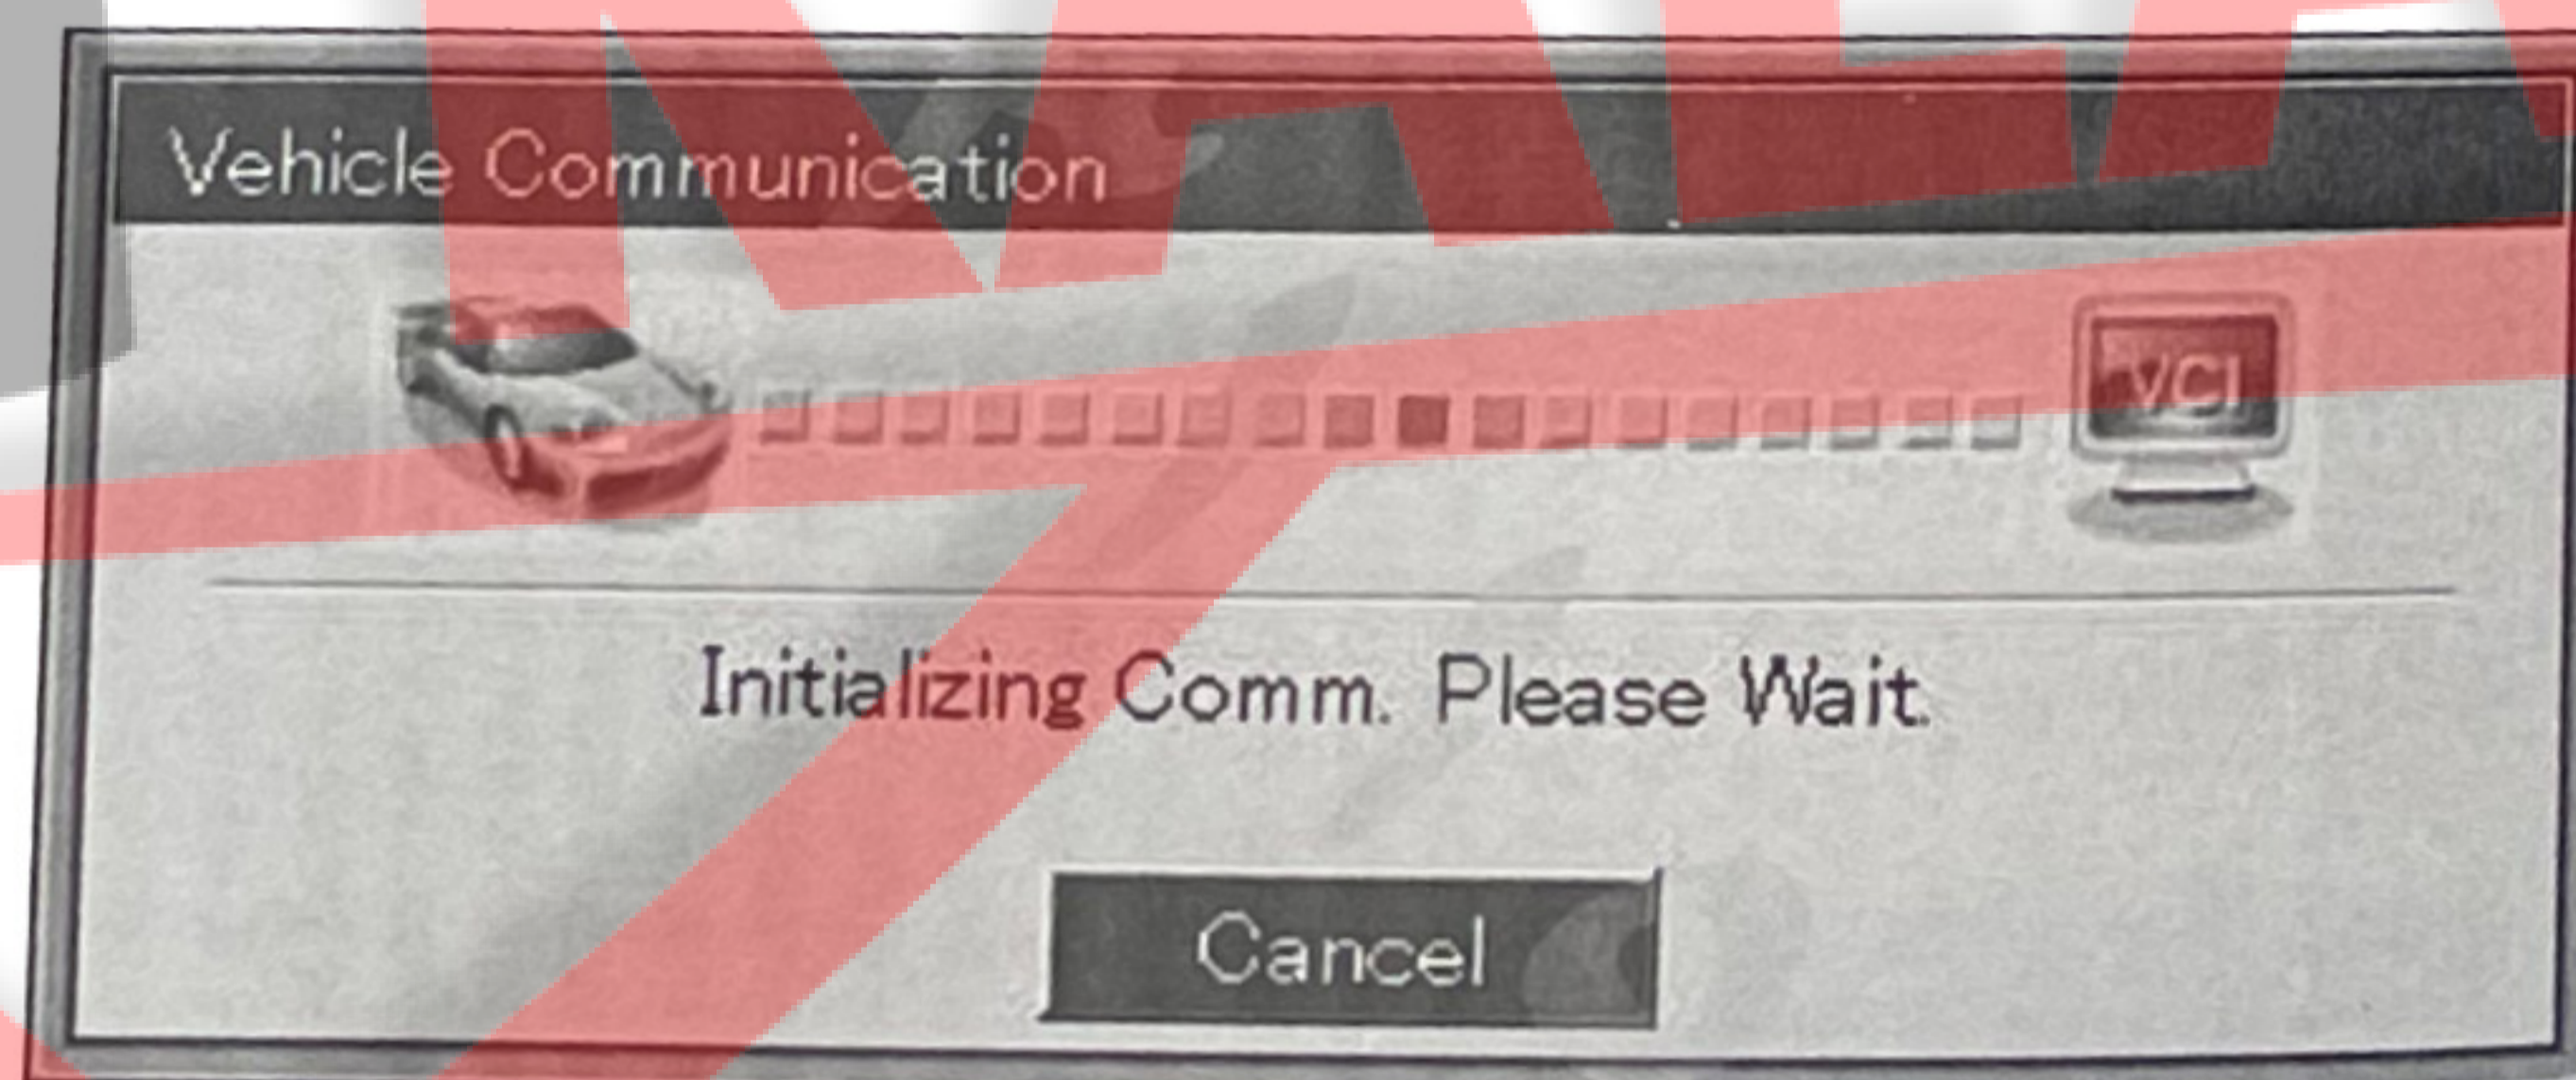 Vehicle Communication
VCI
Initializing Comm. Please Wait.
Cancel